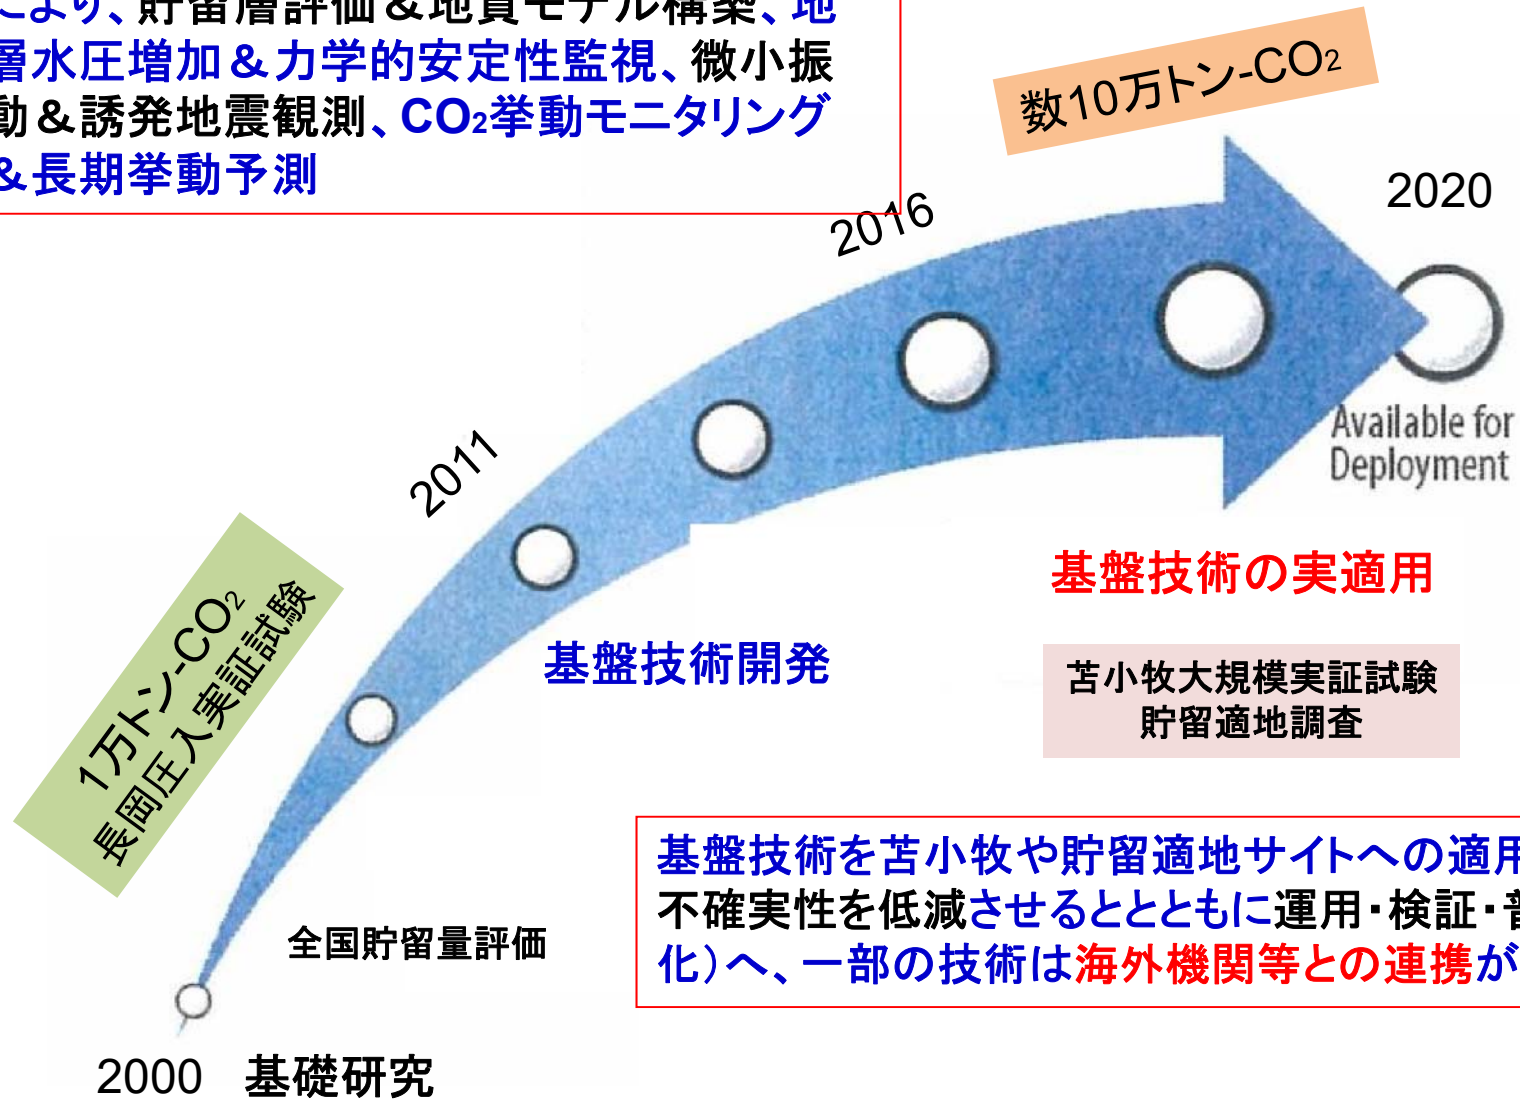 により、貯留層評価＆地質モデル構築、地
層水圧増加＆力学的安定性監視、微小振
動＆誘発地震観測、CO2挙動モニタリング
＆長期挙動予測
数10万トン-CO2
2020
2016
Available for
Deployment
2011
基盤技術の実適用
1万トン-CO2
長岡圧入実証試験
基盤技術開発
苫小牧大規模実証試験
貯留適地調査
基盤技術を苫小牧や貯留適地サイトへの適用
不確実性を低減させるととともに運用・検証・普
化）へ、一部の技術は海外機関等との連携が
全国貯留量評価
2000 基礎研究